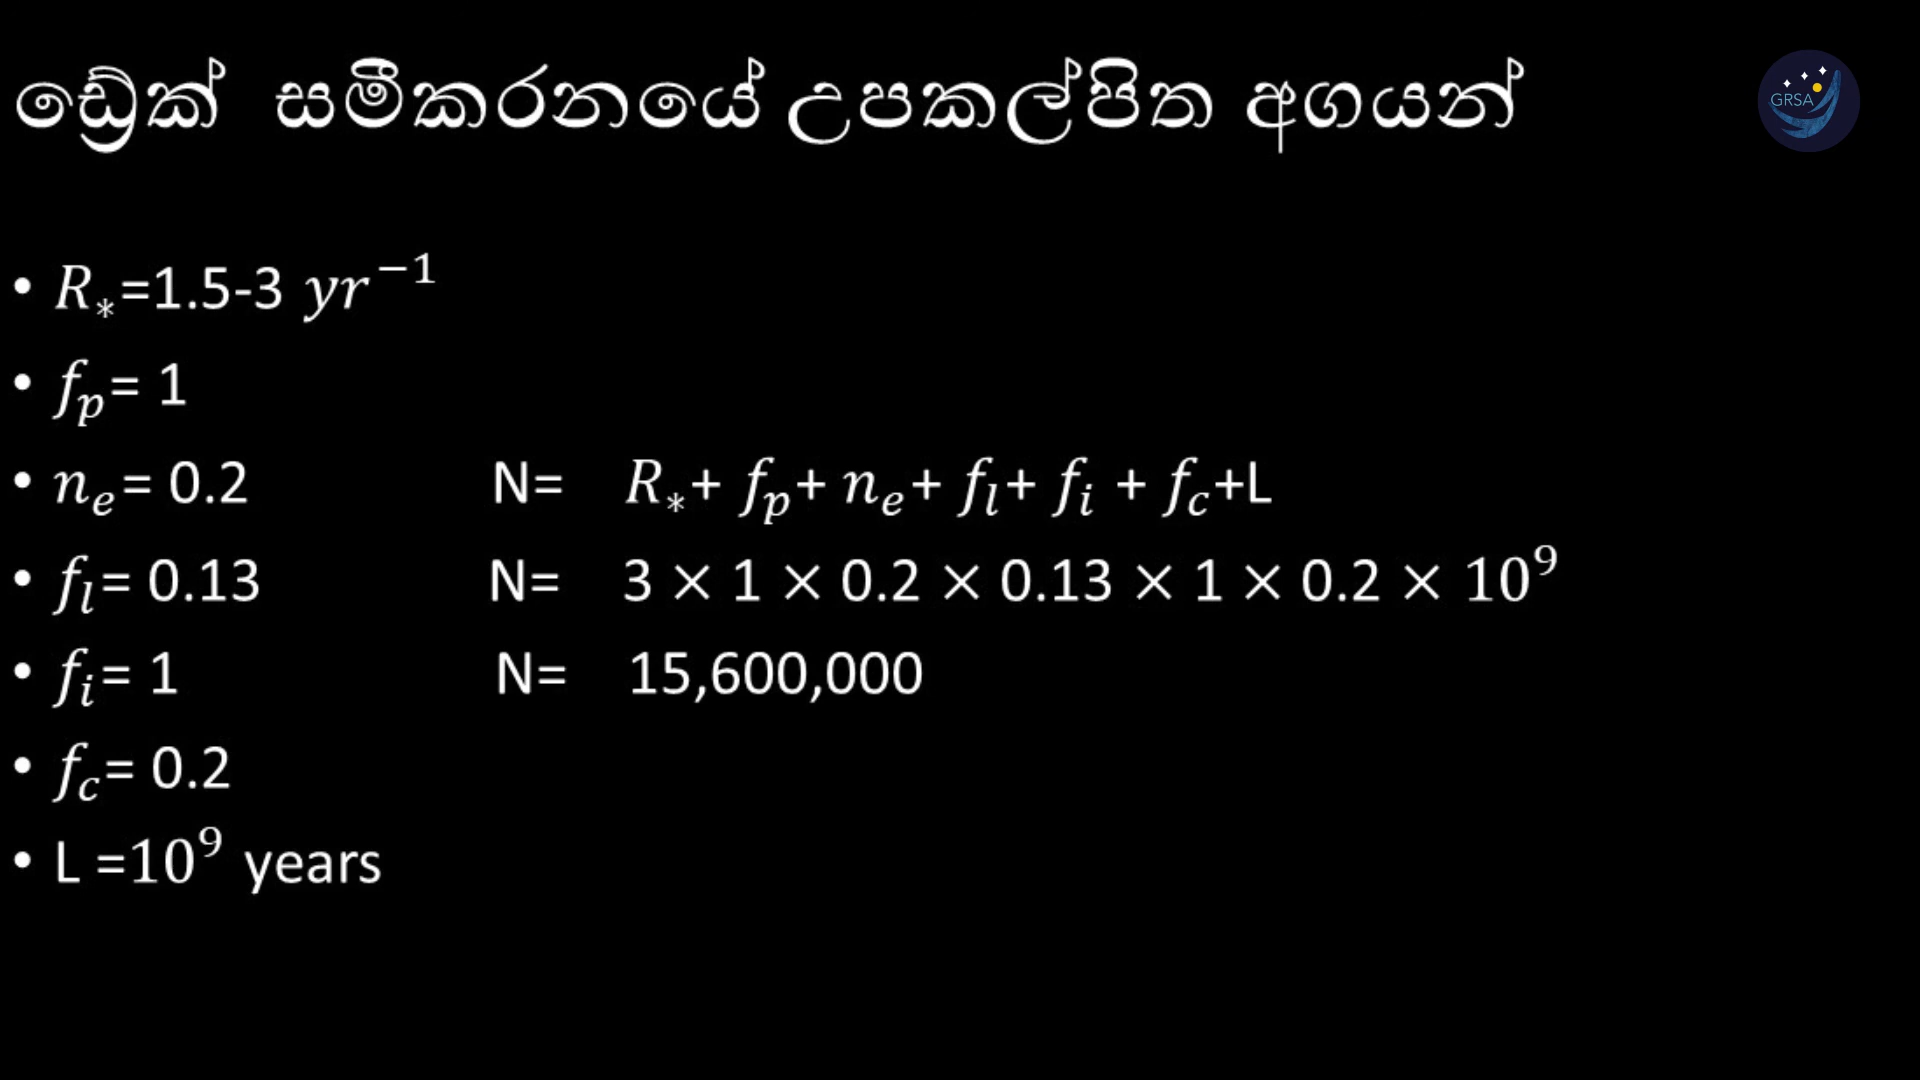 ඩ්‍රේක් සමීකරනයේ උපකල්පිත අගයන්
GRSA
• R∗=1.5-3 yr⁻¹
• fₚ= 1
• nₑ= 0.2 N= R∗+ fₚ+ nₑ+ fₗ+ fᵢ + f꜀+L
• fₗ= 0.13 N= 3 × 1 × 0.2 × 0.13 × 1 × 0.2 × 10⁹
• fᵢ= 1 N= 15,600,000
• f꜀= 0.2
• L =10⁹ years